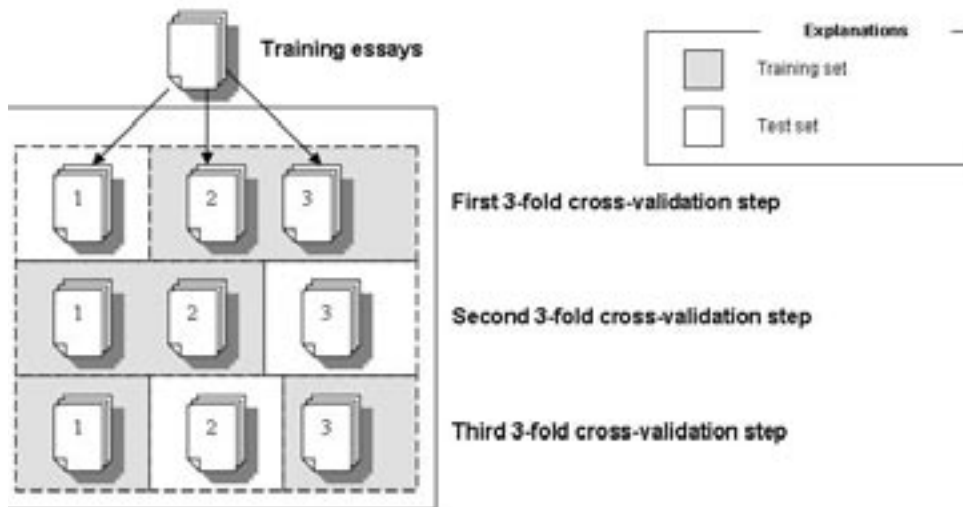 Training essays
Explanations
Training set
Test set
1 2 3
First 3-fold cross-validation step
1 2 3
Second 3-fold cross-validation step
1 2 3
Third 3-fold cross-validation step